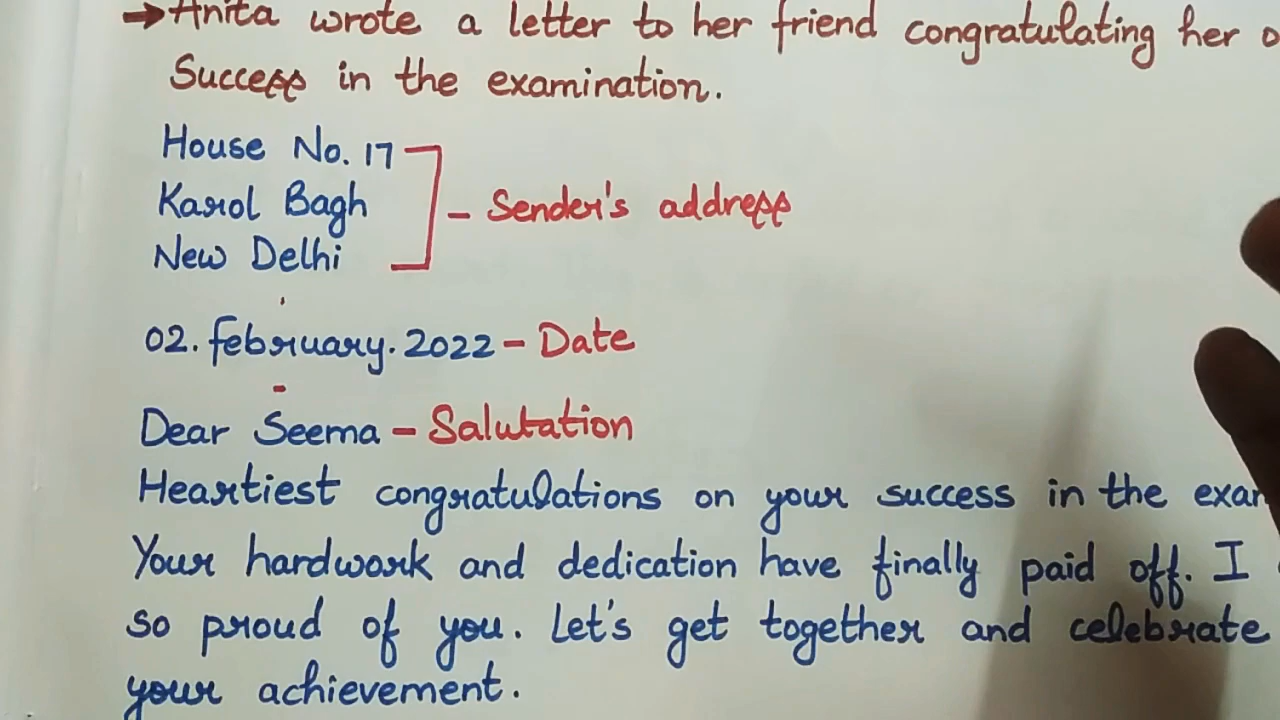 → Anita wrote a letter to her friend congratulating her
Success in the examination.
House No. 17
Karol Bagh - Sender's address
New Delhi
02. February. 2022 - Date
Dear Seema - Salutation
Heartiest congratulations on your success in the
Your hardwork and dedication have finally paid off. I
so proud of you. Let's get together and celebrate
your achievement.